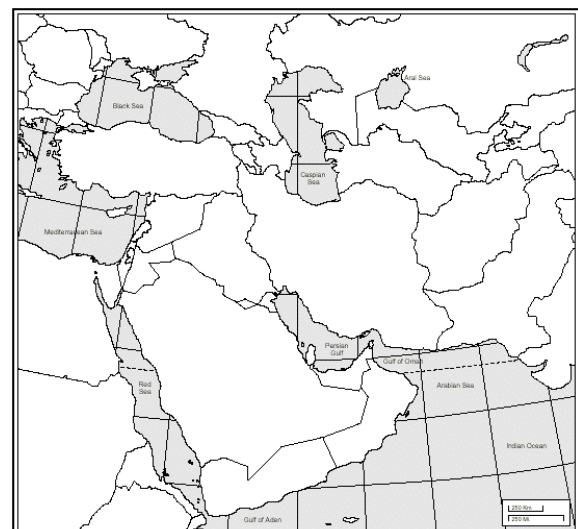 Aral Sea
Black Sea
Caspian
Sea
Mediterranean Sea
Persian
Gulf
Gulf of Oman
Red
Sea
Arabian Sea
Indian Ocean
Gulf of Aden
250 Km.
250 Mi.